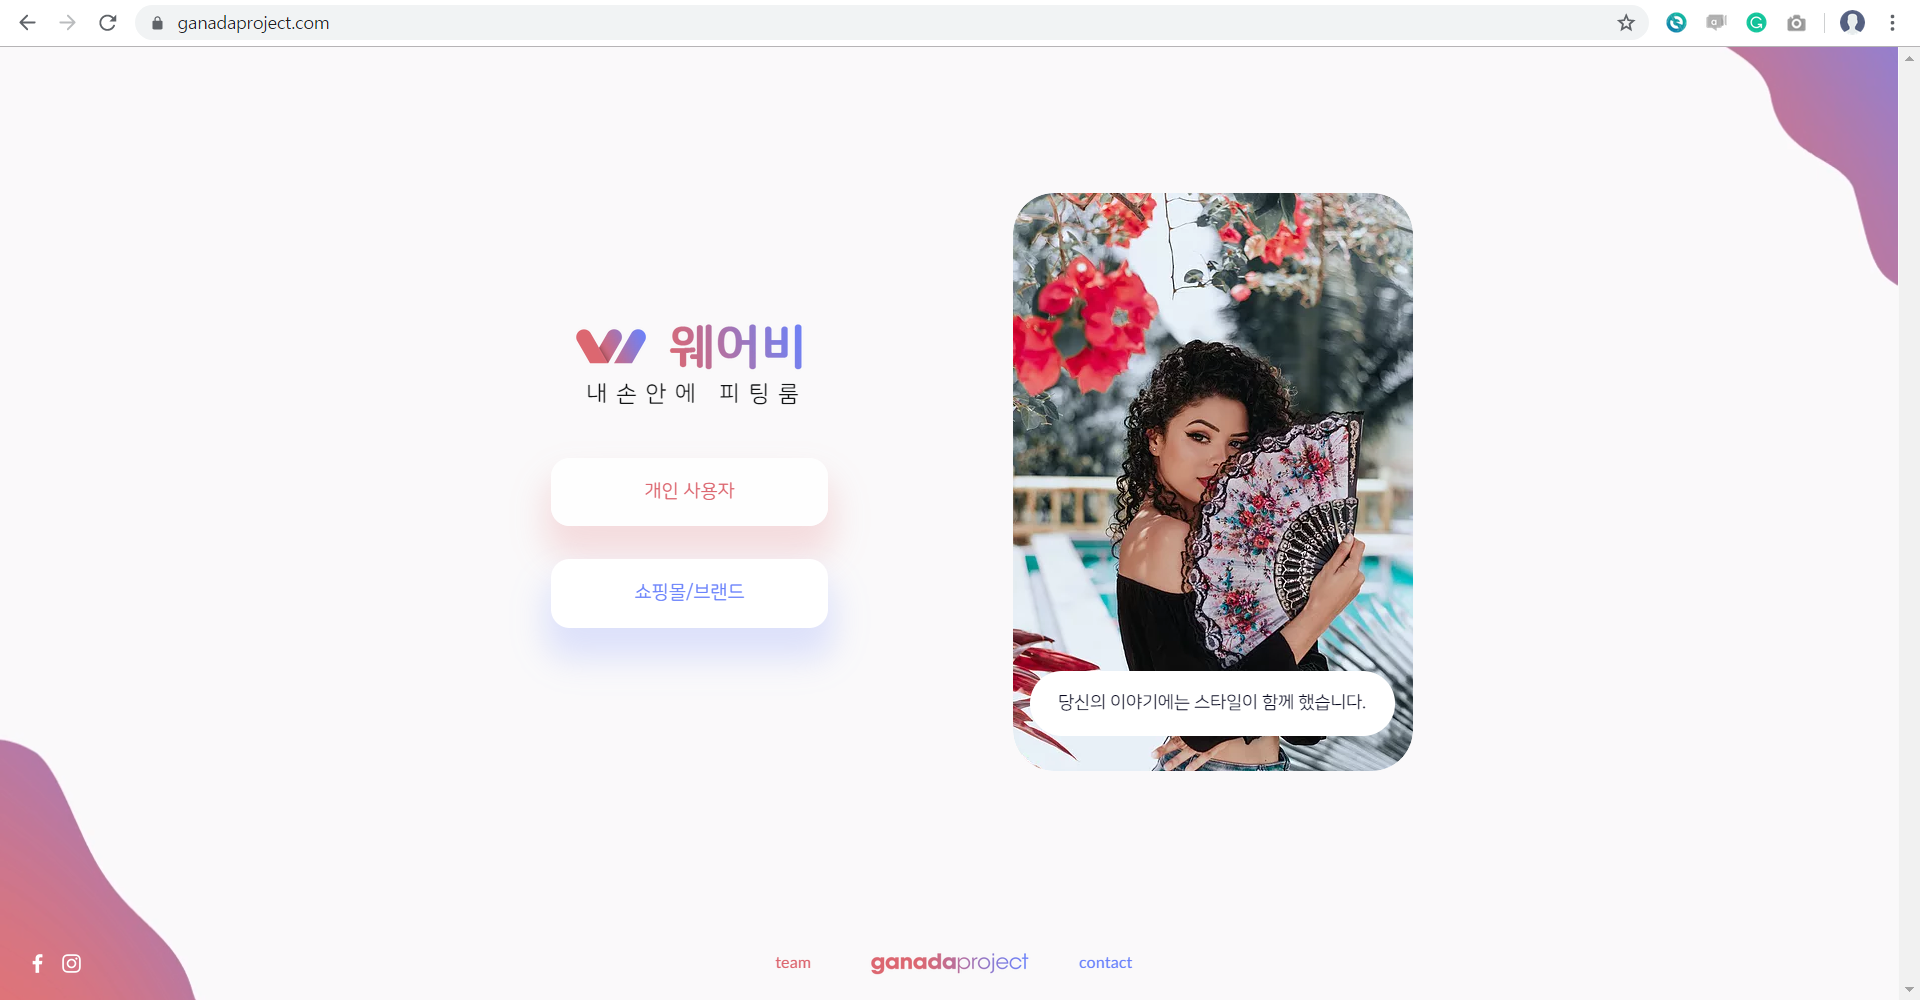 ganadaproject.com
웨어비
내손안에 피팅룸
개인 사용자
쇼핑몰/브랜드
당신의 이야기에는 스타일이 함께 했습니다.
team
ganadaproject
contact